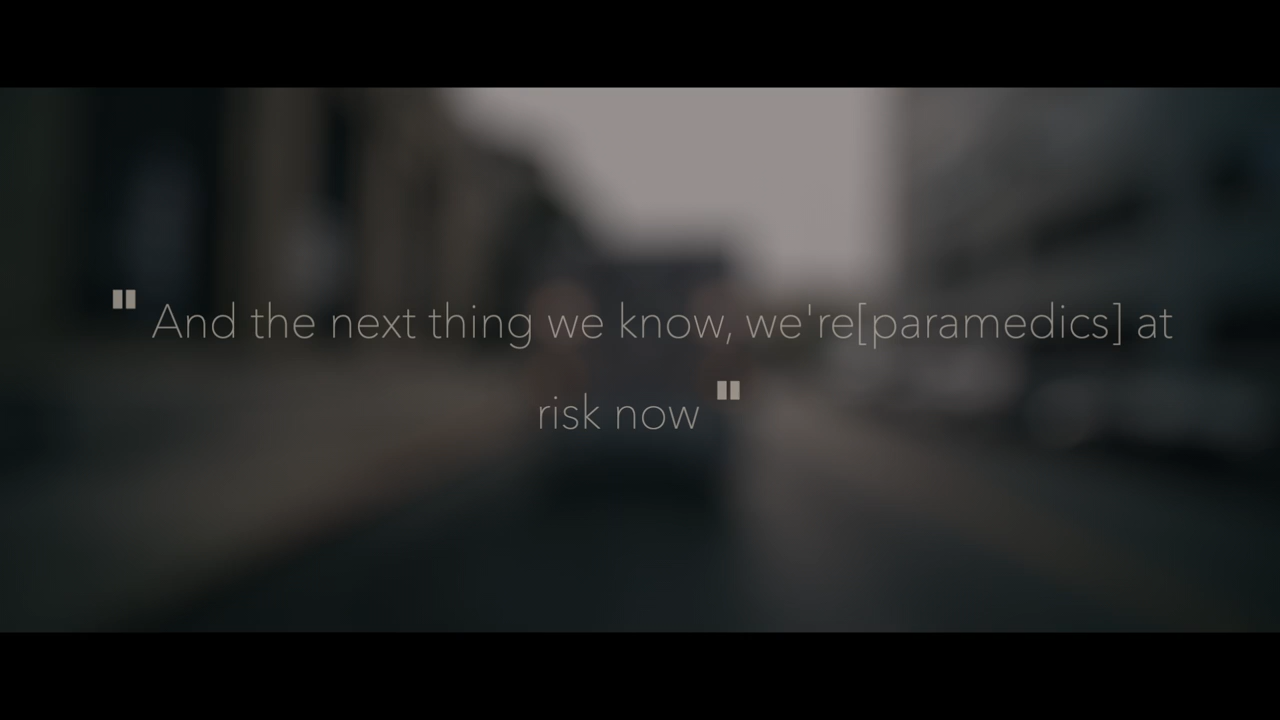 " And the next thing we know, we're[paramedics] at
risk now "